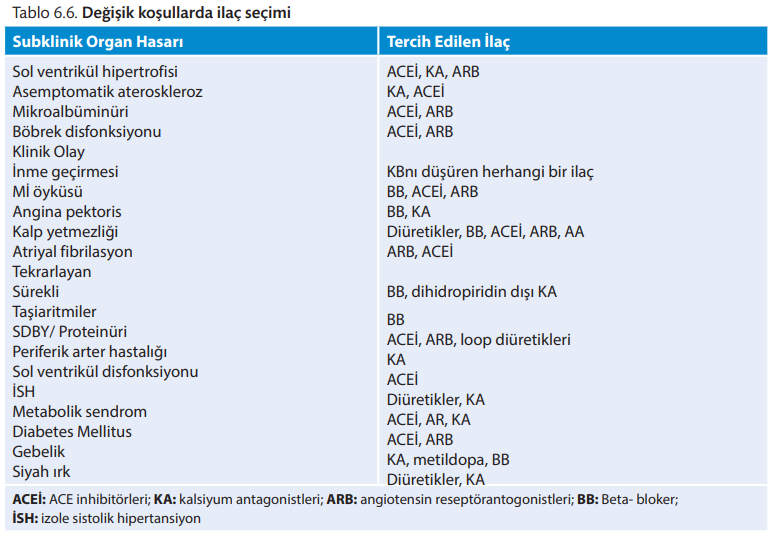 Tablo 6.6. Değişik koşullarda ilaç seçimi
Subklinik Organ Hasarı Tercih Edilen İlaç
Sol ventrikül hipertrofisi ACEİ, KA, ARB
Asemptomatik ateroskleroz KA, ACEİ
Mikroalbüminüri ACEİ, ARB
Böbrek disfonksiyonu ACEİ, ARB
Klinik Olay
İnme geçirmesi KBnı düşüren herhangi bir ilaç
Mİ öyküsü BB, ACEİ, ARB
Angina pektoris BB, KA
Kalp yetmezliği Diüretikler, BB, ACEİ, ARB, AA
Atriyal fibrilasyon ARB, ACEİ
Tekrarlayan
Sürekli BB, dihidropiridin dışı KA
Taşiaritmiler BB
SDBY/ Proteinüri ACEİ, ARB, loop diüretikleri
Periferik arter hastalığı KA
Sol ventrikül disfonksiyonu ACEİ
İSH Diüretikler, KA
Metabolik sendrom ACEİ, AR, KA
Diabetes Mellitus ACEİ, ARB
Gebelik KA, metildopa, BB
Siyah ırk Diüretikler, KA
ACEİ: ACE inhibitörleri; KA: kalsiyum antagonistleri; ARB: angiotensin reseptörantogonistleri; BB: Beta- bloker;
İSH: izole sistolik hipertansiyon